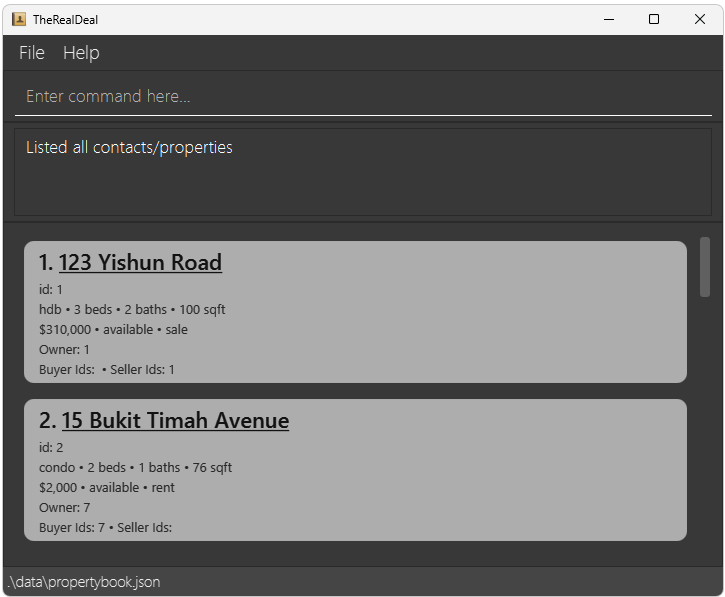 TheRealDeal
File Help
Enter command here...
Listed all contacts/properties
1. 123 Yishun Road
id: 1
hdb • 3 beds • 2 baths • 100 sqft
$310,000 • available • sale
Owner: 1
Buyer Ids:  • Seller Ids: 1
2. 15 Bukit Timah Avenue
id: 2
condo • 2 beds • 1 baths • 76 sqft
$2,000 • available • rent
Owner: 7
Buyer Ids: 7 • Seller Ids:
.\data\propertybook.json